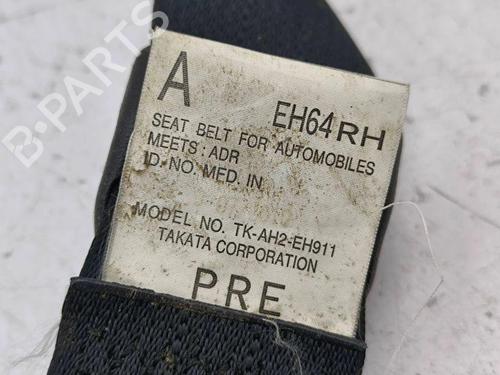 B-PARTS
A
EH64RH
SEAT BELT FOR AUTOMOBILES
MEETS : ADR
ID. NO. MFD. IN
MODEL NO. TK-AH2-EH911
TAKATA CORPORATION
PRE